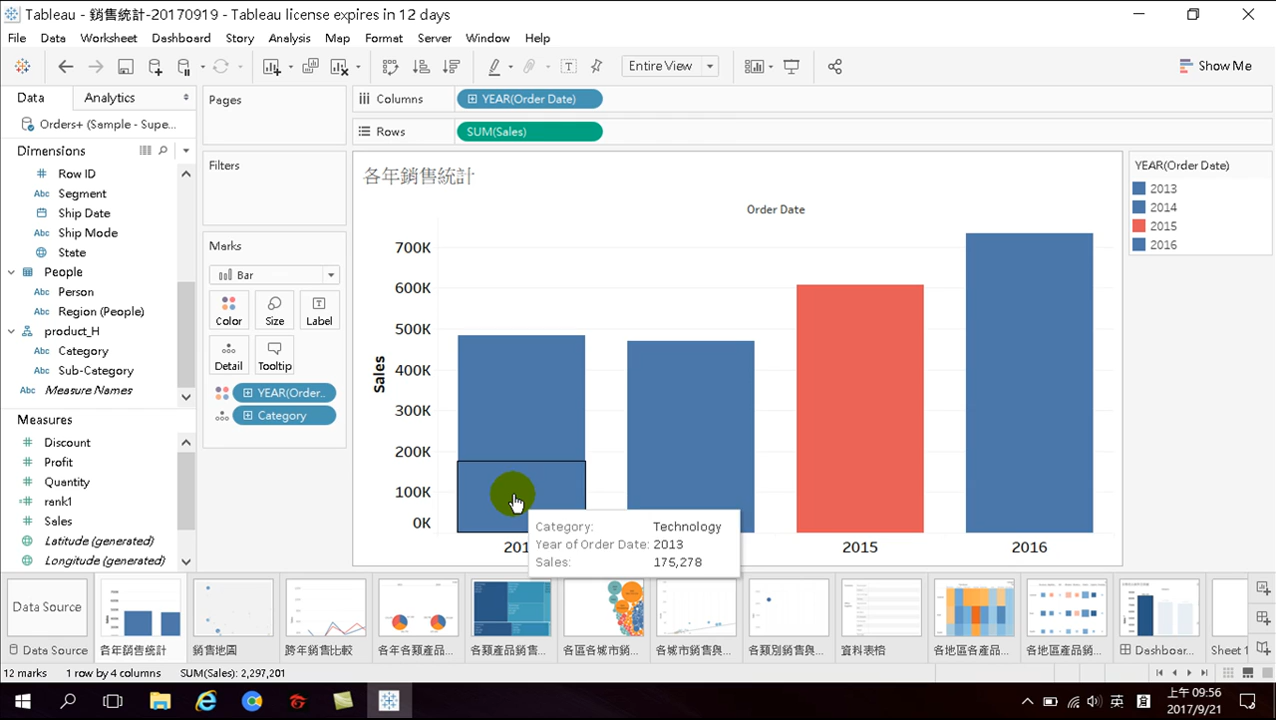 Tableau - 銷售統計-20170919 - Tableau license expires in 12 days
File Data Worksheet Dashboard Story Analysis Map Format Server Window Help
Entire View
Show Me
Data Analytics
Orders+ (Sample - Supe...
Dimensions
Row ID
Abc Segment
Ship Date
Abc Ship Mode
State
People
Abc Person
Abc Region (People)
product_H
Abc Category
Abc Sub-Category
Abc Measure Names
Measures
Discount
Profit
Quantity
rank1
Sales
Latitude (generated)
Longitude (generated)
Pages
Filters
Marks
Bar
Color Size Label
Detail Tooltip
YEAR(Order..
Category
Columns YEAR(Order Date)
Rows SUM(Sales)
各年銷售統計
Order Date
Sales
700K
600K
500K
400K
300K
200K
100K
0K
201
2015
2016
Category: Technology
Year of Order Date: 2013
Sales: 175,278
YEAR(Order Date)
2013
2014
2015
2016
Data Source
Data Source
各年銷售統計
銷售地圖
跨年銷售比較
各年各類產品...
各類產品銷售...
各區各城市銷...
各城市銷售與...
各類別銷售與...
資料表格
各地區各產品...
各地區產品銷...
Dashboar...
Sheet 1
12 marks 1 row by 4 columns SUM(Sales): 2,297,201
英
上午 09:56
2017/9/21